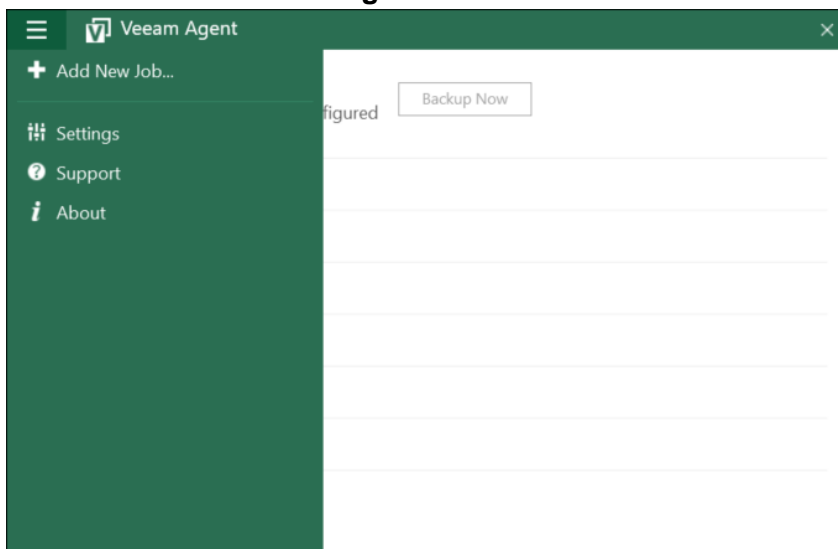 Veeam Agent
Add New Job...
figured
Backup Now
Settings
Support
About